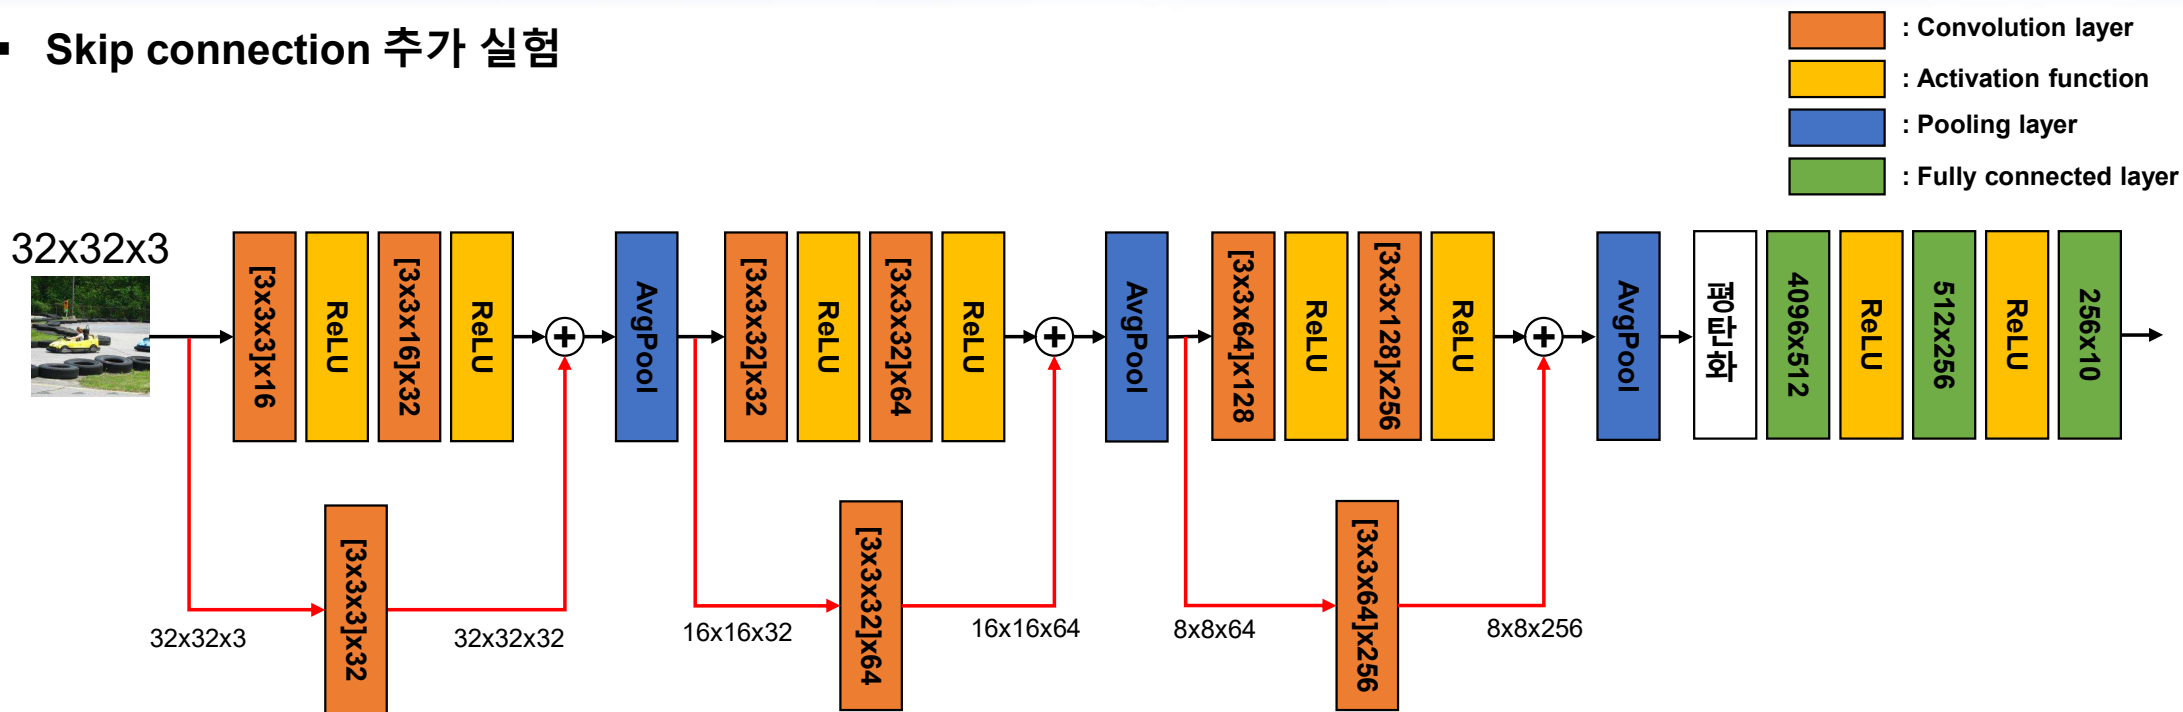 Skip connection 추가 실험
: Convolution layer
: Activation function
: Pooling layer
: Fully connected layer
32x32x3
[3x3x3]x16
ReLU
[3x3x16]x32
ReLU
AvgPool
[3x3x32]x32
ReLU
[3x3x32]x64
ReLU
AvgPool
[3x3x64]x128
ReLU
[3x3x128]x256
ReLU
AvgPool
평탄화
4096x512
ReLU
512x256
ReLU
256x10
[3x3x3]x32
[3x3x32]x64
[3x3x64]x256
32x32x3
32x32x32
16x16x32
16x16x64
8x8x64
8x8x256